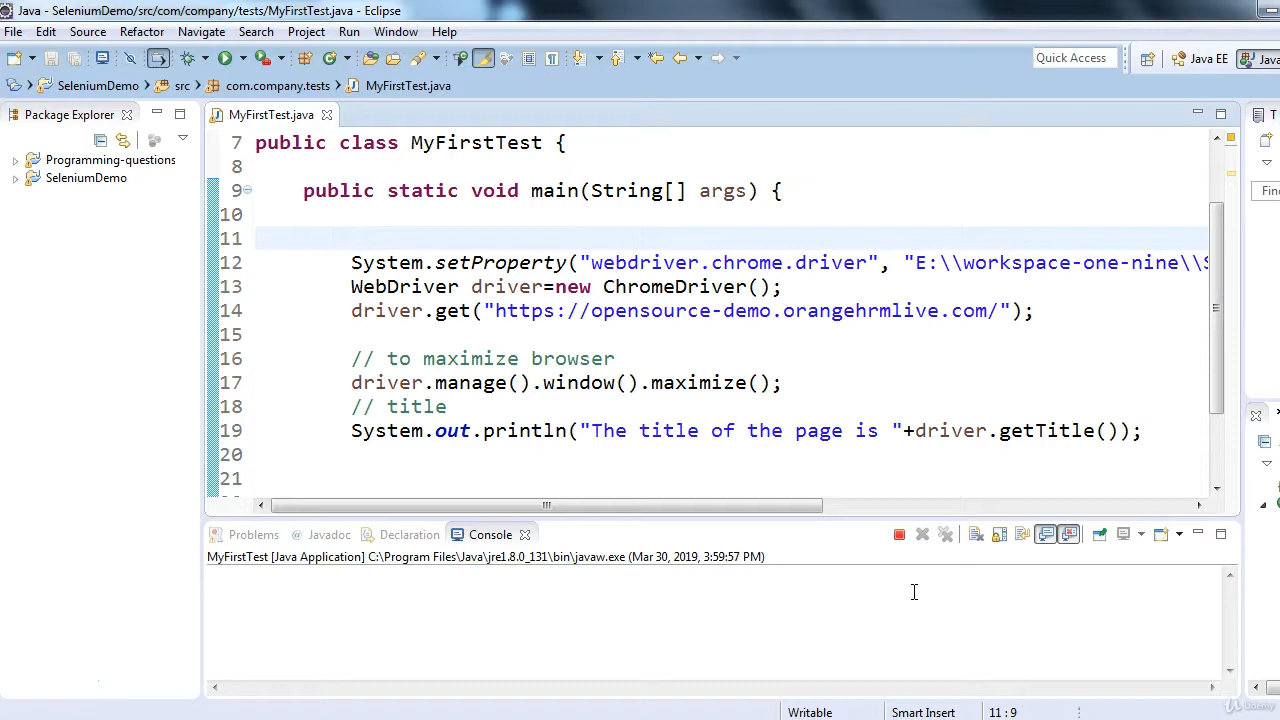 Java - SeleniumDemo/src/com/company/tests/MyFirstTest.java - Eclipse
File Edit Source Refactor Navigate Search Project Run Window Help
Quick Access Java EE Java
SeleniumDemo src com.company.tests MyFirstTest.java
Package Explorer
Programming-questions
SeleniumDemo
MyFirstTest.java
7 public class MyFirstTest {
8
9 public static void main(String[] args) {
10
11
12 System.setProperty("webdriver.chrome.driver", "E:\\workspace-one-nine\\S
13 WebDriver driver=new ChromeDriver();
14 driver.get("https://opensource-demo.orangehrmlive.com/");
15
16 // to maximize browser
17 driver.manage().window().maximize();
18 // title
19 System.out.println("The title of the page is "+driver.getTitle());
20
21
T
Find
Problems @ Javadoc Declaration Console
MyFirstTest [Java Application] C:\Program Files\Java\jre1.8.0_131\bin\javaw.exe (Mar 30, 2019, 3:59:57 PM)
Writable Smart Insert 11 : 9
Udemy